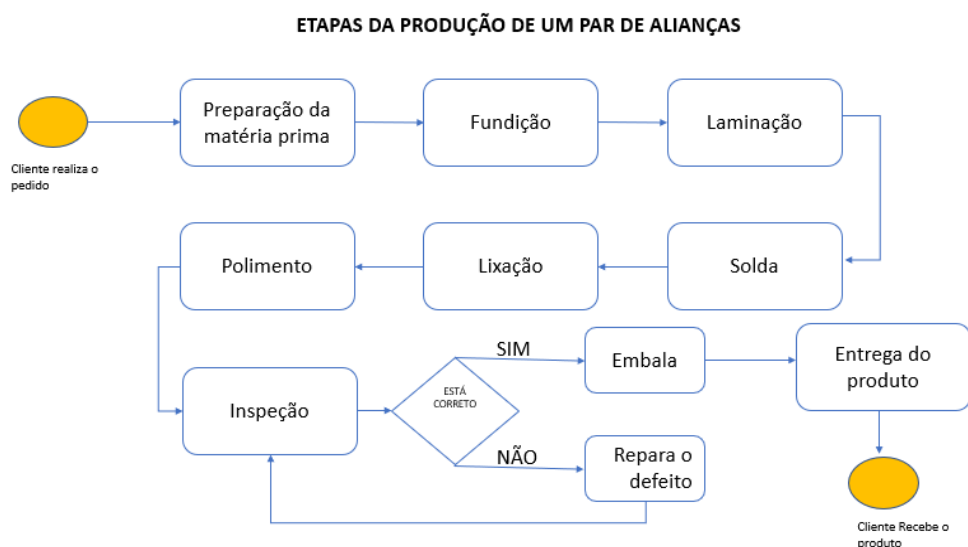 ETAPAS DA PRODUÇÃO DE UM PAR DE ALIANÇAS
Preparação da
matéria prima
Fundição
Laminação
Cliente realiza o
pedido
Solda
Lixação
Polimento
Inspeção
ESTÁ
CORRETO
SIM
Embala
Entrega do
produto
NÃO
Repara o
defeito
Cliente Recebe o
produto